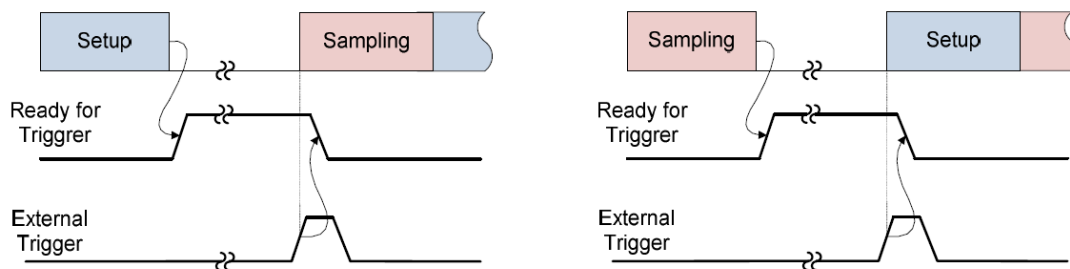 Setup
Sampling
Ready for
Triggrer
External
Trigger
Sampling
Setup
Ready for
Triggrer
External
Trigger